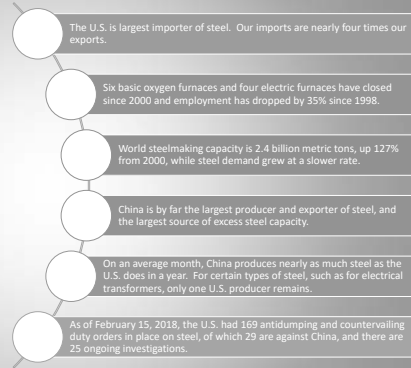 The U.S. is largest importer of steel.  Our imports are nearly four times our
exports.
Six basic oxygen furnaces and four electric furnaces have closed
since 2000 and employment has dropped by 35% since 1998.
World steelmaking capacity is 2.4 billion metric tons, up 127%
from 2000, while steel demand grew at a slower rate.
China is by far the largest producer and exporter of steel, and
the largest source of excess steel capacity.
On an average month, China produces nearly as much steel as the
U.S. does in a year.  For certain types of steel, such as for electrical
transformers, only one U.S. producer remains.
As of February 15, 2018, the U.S. had 169 antidumping and countervailing
duty orders in place on steel, of which 29 are against China, and there are
25 ongoing investigations.